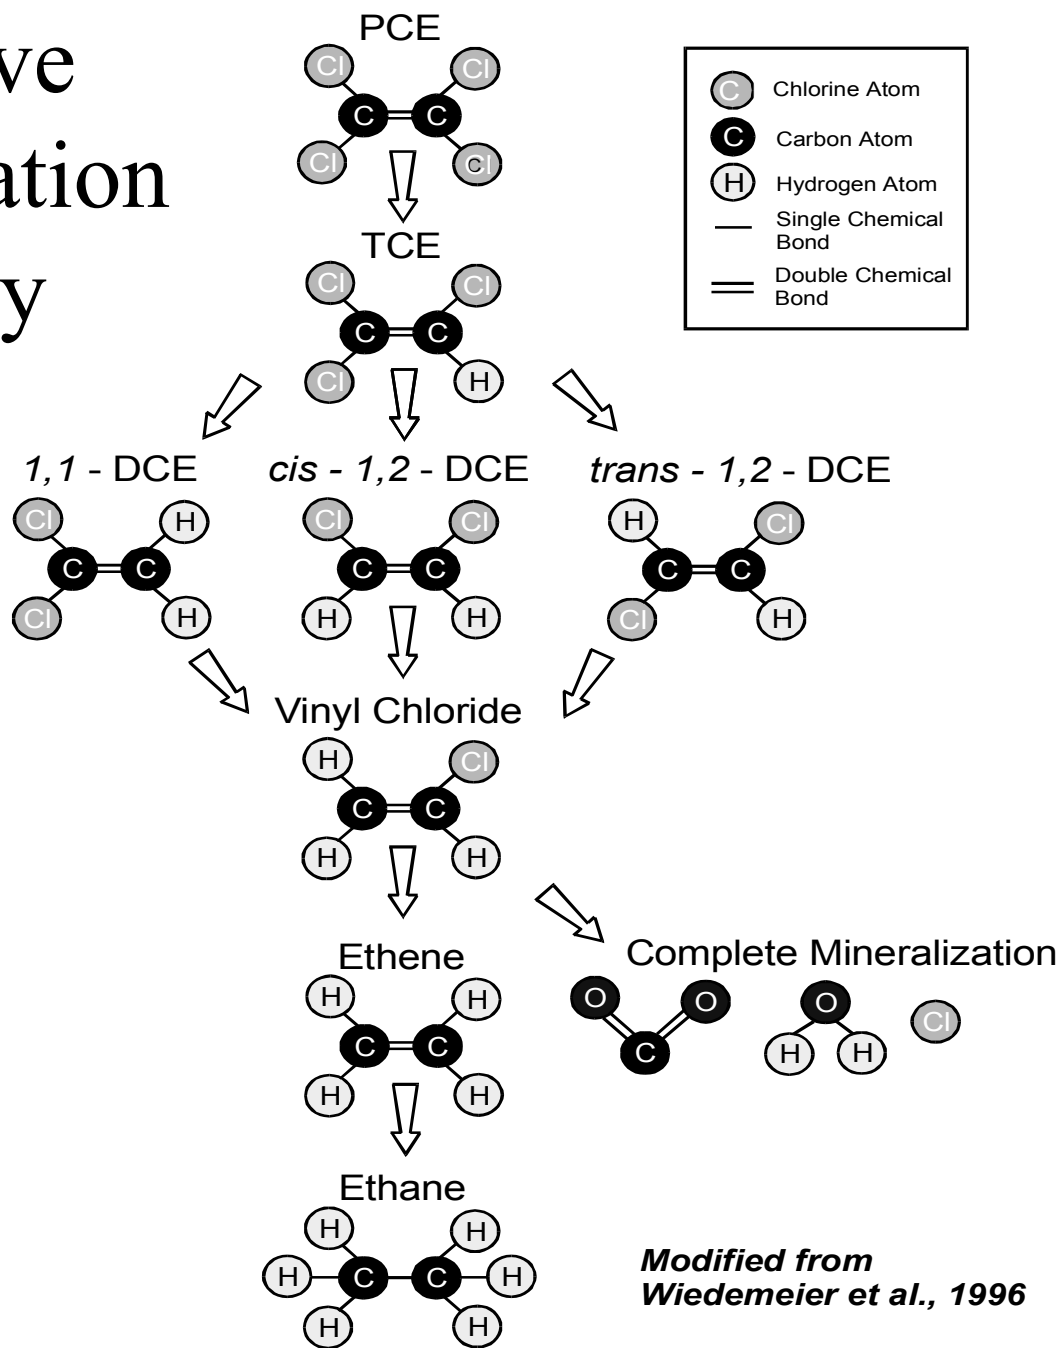 ve
ation
y
PCE
Cl Cl
C C
Cl Cl
TCE
Cl Cl
C C
Cl H
C Chlorine Atom
C Carbon Atom
H Hydrogen Atom
Single Chemical
Bond
Double Chemical
Bond
1,1 - DCE
Cl H
C C
Cl H
cis - 1,2 - DCE
Cl Cl
C C
H H
trans - 1,2 - DCE
H Cl
C C
Cl H
Vinyl Chloride
H Cl
C C
H H
Ethene
H H
C C
H H
Complete Mineralization
O O
C
O
H H
Cl
Ethane
H H
H C C H
H H
Modified from
Wiedemeier et al., 1996